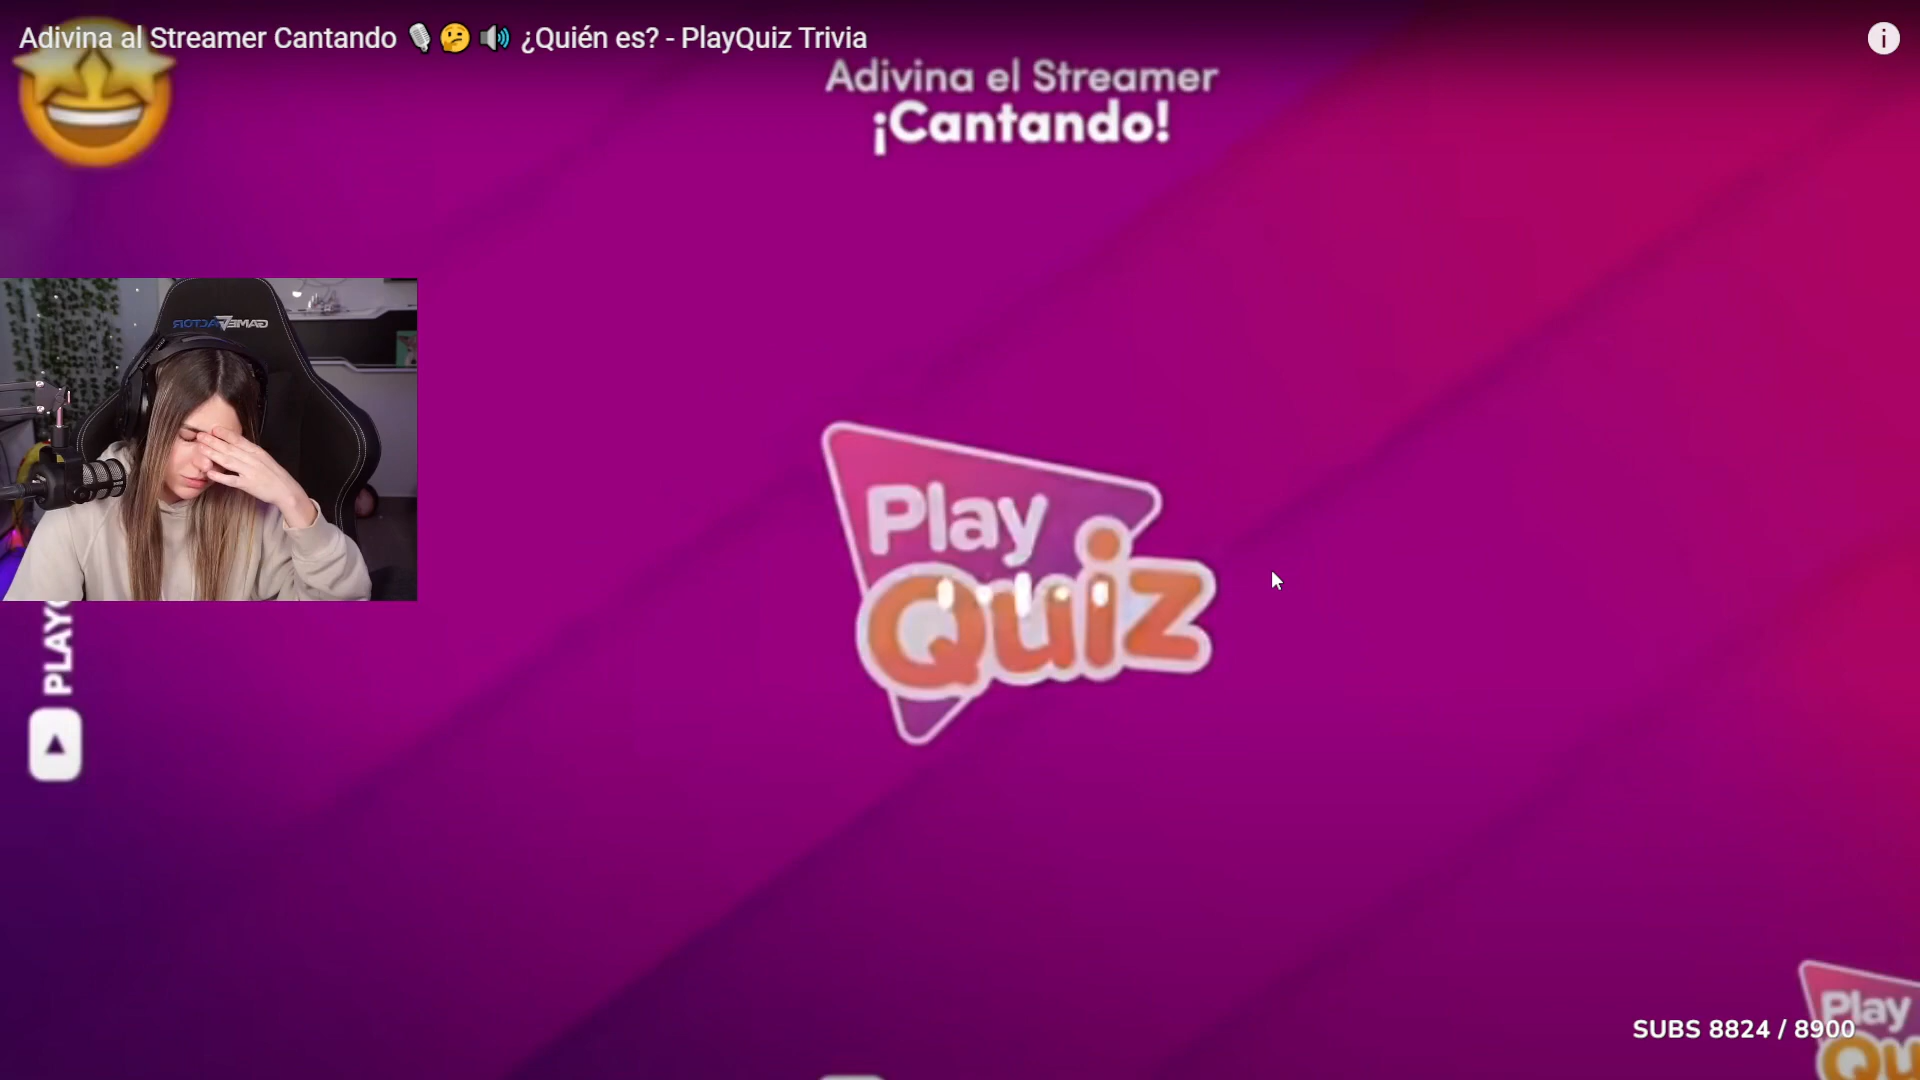 Adivina al Streamer Cantando 🎙️🤔🔊 ¿Quién es? - PlayQuiz Trivia
Adivina el Streamer
¡Cantando!
GAMEFACTOR
Play
Quiz
PLAY
SUBS 8824 / 8900
Play
Qu